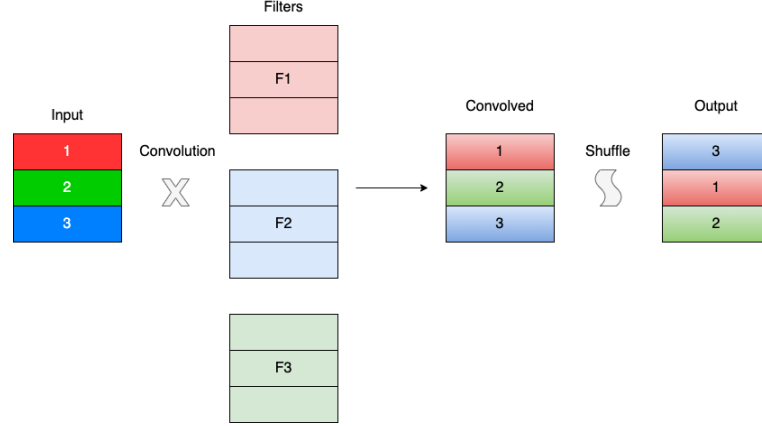 Filters
F1
Input
Convolution
Convolved
Shuffle
Output
1
2
3
F2
1
2
3
3
1
2
F3